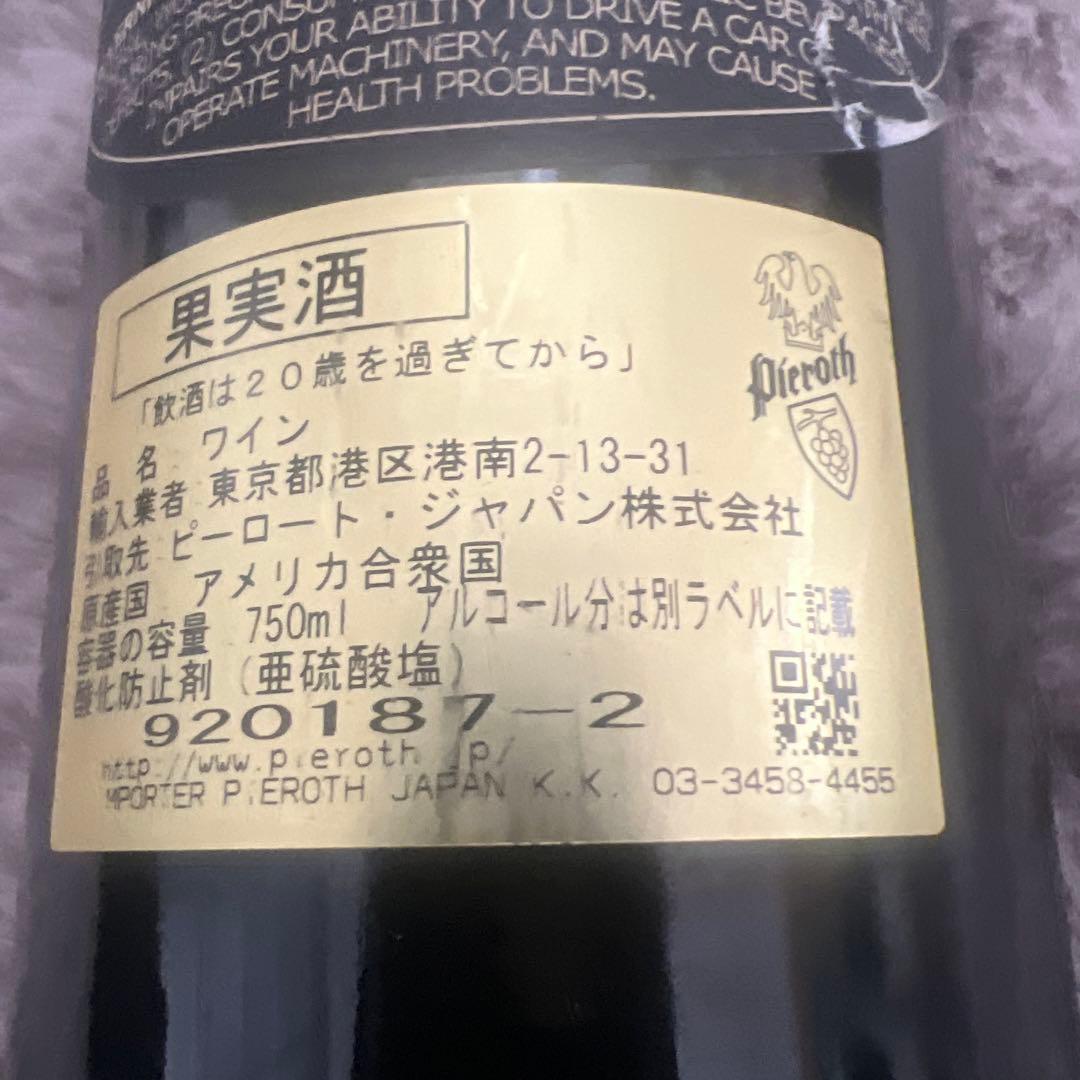 RING
(2) CONSUM
BEVERAGES
IMPAIRS YOUR ABILITY TO DRIVE A CAR O
OPERATE MACHINERY, AND MAY CAUSE
HEALTH PROBLEMS.
果実酒
「飲酒は20歳を過ぎてから」
品 名 ワイン
輸入業者 東京都港区港南2-13-31
引取先 ピーロート・ジャパン株式会社
原産国 アメリカ合衆国
容器の容量 750ml アルコール分は別ラベルに記載
酸化防止剤(亜硫酸塩)
920187-2
http://www.pieroth.jp/
IMPORTER PIEROTH JAPAN K.K. 03-3458-4455
Pieroth